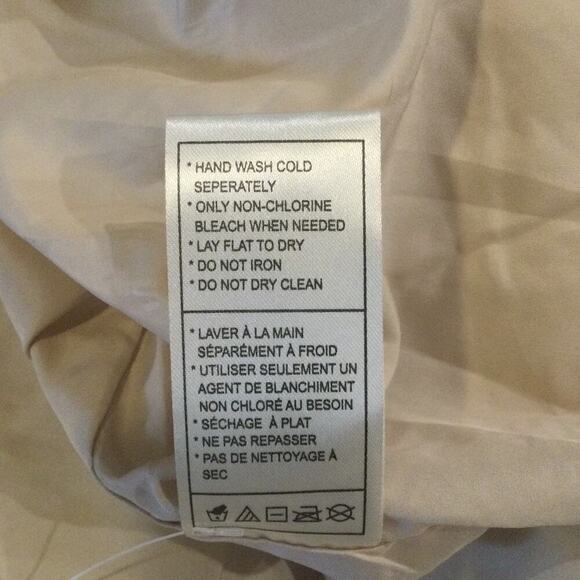 * HAND WASH COLD
SEPERATELY
* ONLY NON-CHLORINE
BLEACH WHEN NEEDED
* LAY FLAT TO DRY
* DO NOT IRON
* DO NOT DRY CLEAN
* LAVER À LA MAIN
SÉPARÉMENT À FROID
* UTILISER SEULEMENT UN
AGENT DE BLANCHIMENT
NON CHLORÉ AU BESOIN
* SÉCHAGE À PLAT
* NE PAS REPASSER
* PAS DE NETTOYAGE À
SEC